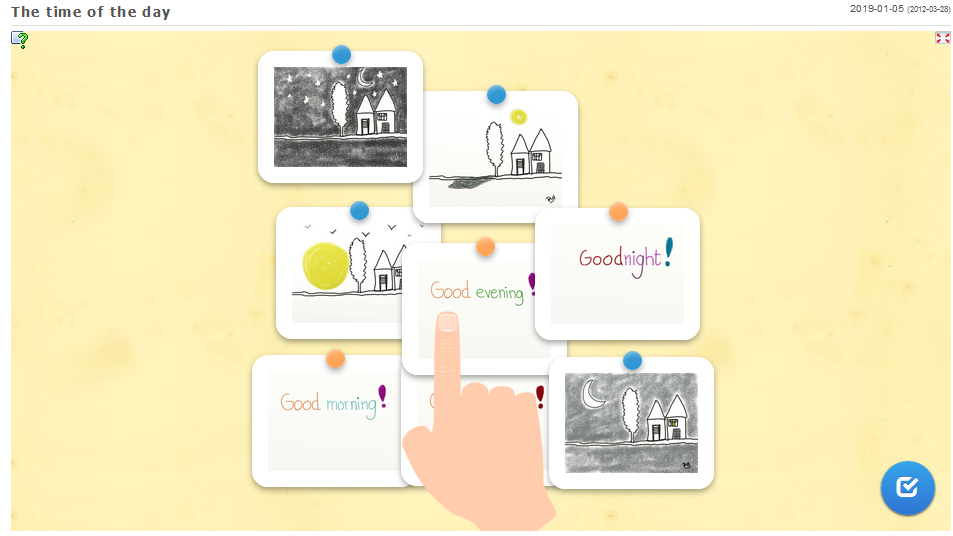 The time of the day
2019-01-05 (2012-03-28)
Goodnight!
Good evening!
Good morning!